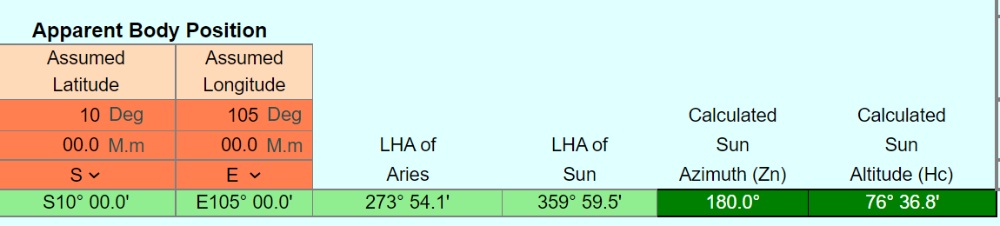 Apparent Body Position
Assumed Assumed
Latitude Longitude
10 Deg 105 Deg Calculated Calculated
00.0 M.m 00.0 M.m LHA of LHA of Sun Sun
S E Aries Sun Azimuth (Zn) Altitude (Hc)
S10° 00.0' E105° 00.0' 273° 54.1' 359° 59.5' 180.0° 76° 36.8'